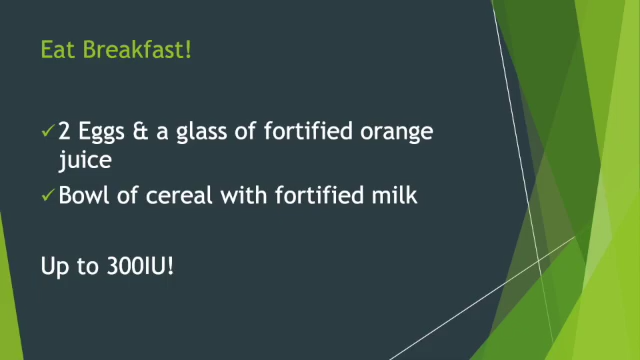 Eat Breakfast!
✓2 Eggs & a glass of fortified orange
juice
✓Bowl of cereal with fortified milk
Up to 300IU!